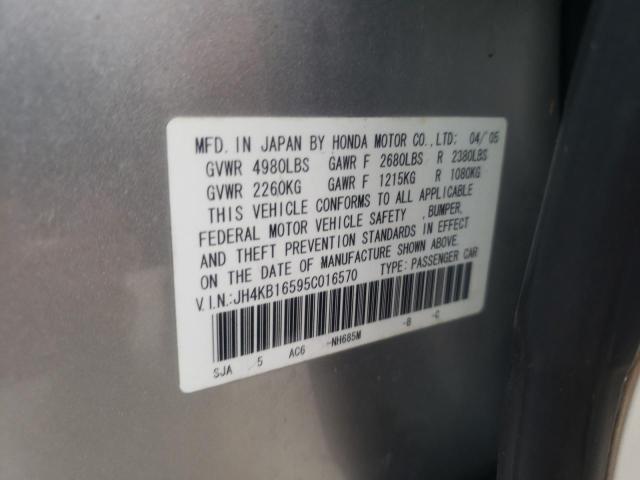 MFD. IN JAPAN BY HONDA MOTOR CO.,LTD: 04/'05
GVWR 4980LBS GAWR F 2680LBS R 2380LBS
GVWR 2260KG GAWR F 1215KG R 1080KG
THIS VEHICLE CONFORMS TO ALL APPLICABLE
FEDERAL MOTOR VEHICLE SAFETY ,BUMPER,
AND THEFT PREVENTION STANDARDS IN EFFECT
ON THE DATE OF MANUFACTURE SHOWN ABOVE.
V.I.N.:JH4KB16595C016570 TYPE: PASSENGER CAR
SJA 5 AC6 -NH685M -B -C